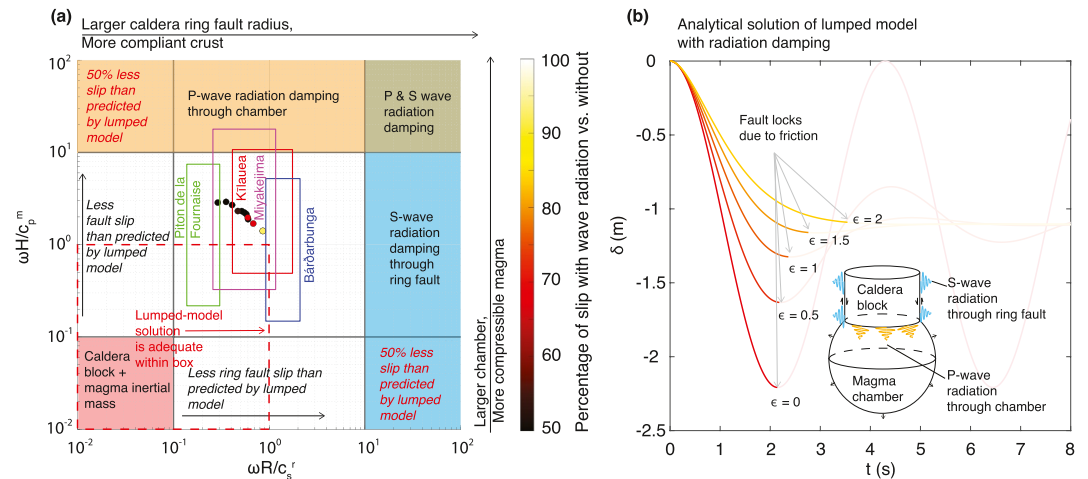 (a)
Larger caldera ring fault radius,
More compliant crust
10^2
10^1
10^0
10^-1
10^-2
ωH/c_p^m
50% less
slip than
predicted
by lumped
model
P-wave radiation damping
through chamber
P & S wave
radiation
damping
Less
fault slip
than predicted
by lumped
model
Piton de la
Fournaise
Kīlauea
Miyakejima
Bárðarbunga
S-wave
radiation
damping
through
ring fault
Lumped-model
solution
is adequate
within box
Caldera
block +
magma inertial
mass
Less ring fault slip than
predicted by lumped
model
50% less
slip than
predicted
by lumped
model
10^-2
10^-1
10^0
10^1
10^2
ωR/c_s^r
Larger chamber,
More compressible magma
100
90
80
70
60
50
Percentage of slip with wave radiation vs. without
(b)
Analytical solution of lumped model
with radiation damping
0
-0.5
-1
-1.5
-2
-2.5
δ (m)
Fault locks
due to friction
ϵ = 2
ϵ = 1.5
ϵ = 1
ϵ = 0.5
ϵ = 0
Caldera
block
S-wave
radiation
through ring fault
Magma
chamber
P-wave
radiation
through chamber
0
2
4
6
8
t (s)